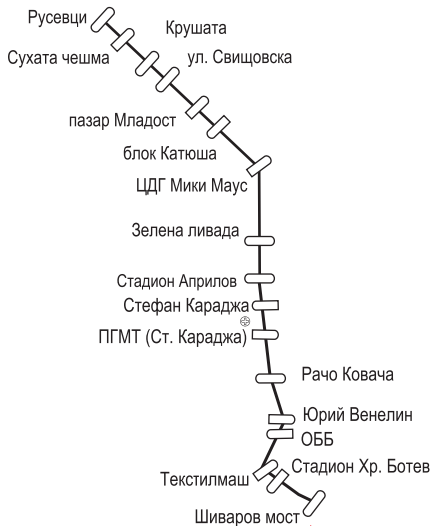 Русевци
Крушата
Сухата чешма
ул. Свищовска
пазар Младост
блок Катюша
ЦДГ Мики Маус
Зелена ливада
Стадион Априлов
Стефан Караджа
ПГМТ (Ст. Караджа)
Рачо Ковача
Юрий Венелин
ОББ
Стадион Хр. Ботев
Текстилмаш
Шиваров мост